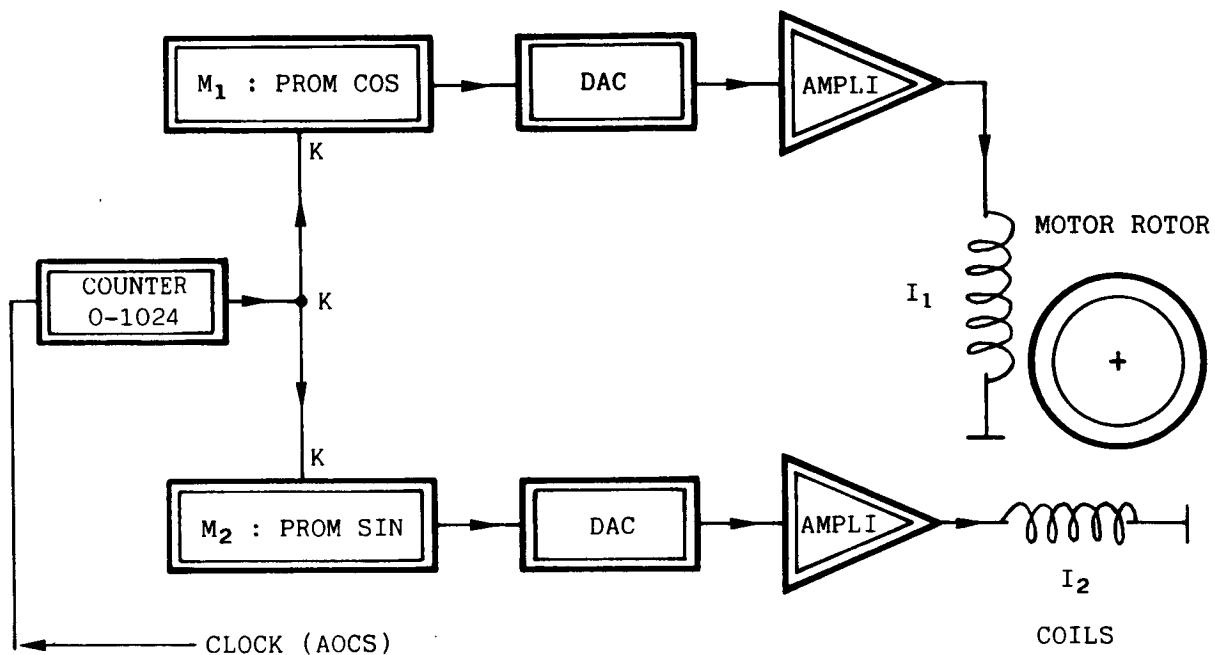 M₁ : PROM COS
DAC
AMPLI
K
MOTOR ROTOR
COUNTER
0-1024
K
I₁
+
K
M₂ : PROM SIN
DAC
AMPLI
I₂
CLOCK (AOCS)
COILS